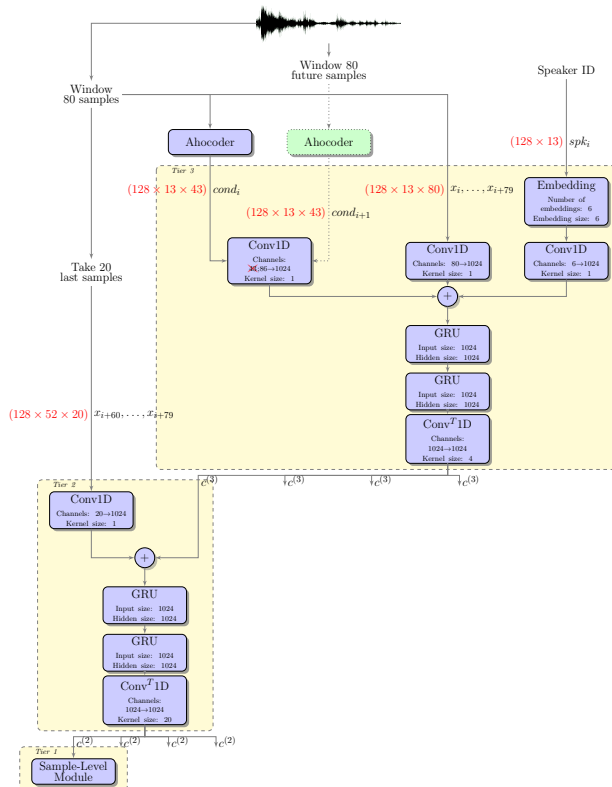 Window 80
future samples
Speaker ID
Window
80 samples
Ahocoder
Ahocoder
(128 × 13) spk_i
Tier 3
(128 × 13 × 43) cond_i
(128 × 13 × 80) x_i, . . . , x_{i+79}
Embedding
Number of
embeddings: 6
Embedding size: 6
(128 × 13 × 43) cond_{i+1}
Conv1D
Channels:
43;86→1024
Kernel size: 1
Conv1D
Channels: 80→1024
Kernel size: 1
Conv1D
Channels: 6→1024
Kernel size: 1
Take 20
last samples
+
GRU
Input size: 1024
Hidden size: 1024
GRU
Input size: 1024
Hidden size: 1024
(128 × 52 × 20) x_{i+60}, . . . , x_{i+79}
Conv^T1D
Channels:
1024→1024
Kernel size: 4
c^{(3)} c^{(3)} c^{(3)} c^{(3)}
Tier 2
Conv1D
Channels: 20→1024
Kernel size: 1
+
GRU
Input size: 1024
Hidden size: 1024
GRU
Input size: 1024
Hidden size: 1024
Conv^T1D
Channels:
1024→1024
Kernel size: 20
c^{(2)} c^{(2)} c^{(2)} c^{(2)}
Tier 1
Sample-Level
Module